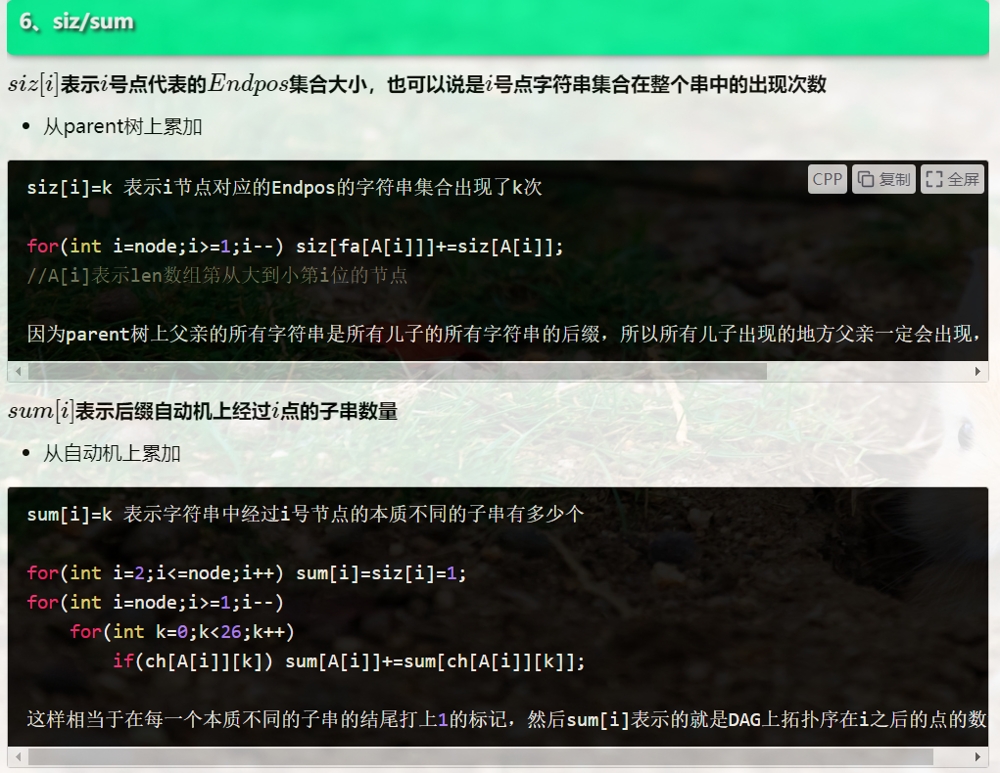 6、siz/sum
siz[i]表示i号点代表的Endpos集合大小，也可以说是i号点字符串集合在整个串中的出现次数
从parent树上累加
CPP 复制 全屏
siz[i]=k 表示i节点对应的Endpos的字符串集合出现了k次
for(int i=node;i>=1;i--) siz[fa[A[i]]]+=siz[A[i]];
//A[i]表示len数组第从大到小第i位的节点
因为parent树上父亲的所有字符串是所有儿子的所有字符串的后缀，所以所有儿子出现的地方父亲一定会出现，
sum[i]表示后缀自动机上经过i点的子串数量
从自动机上累加
sum[i]=k 表示字符串中经过i号节点的本质不同的子串有多少个
for(int i=2;i<=node;i++) sum[i]=siz[i]=1;
for(int i=node;i>=1;i--)
for(int k=0;k<26;k++)
if(ch[A[i]][k]) sum[A[i]]+=sum[ch[A[i]][k]];
这样相当于在每一个本质不同的子串的结尾打上1的标记，然后sum[i]表示的就是DAG上拓扑序在i之后的点的数